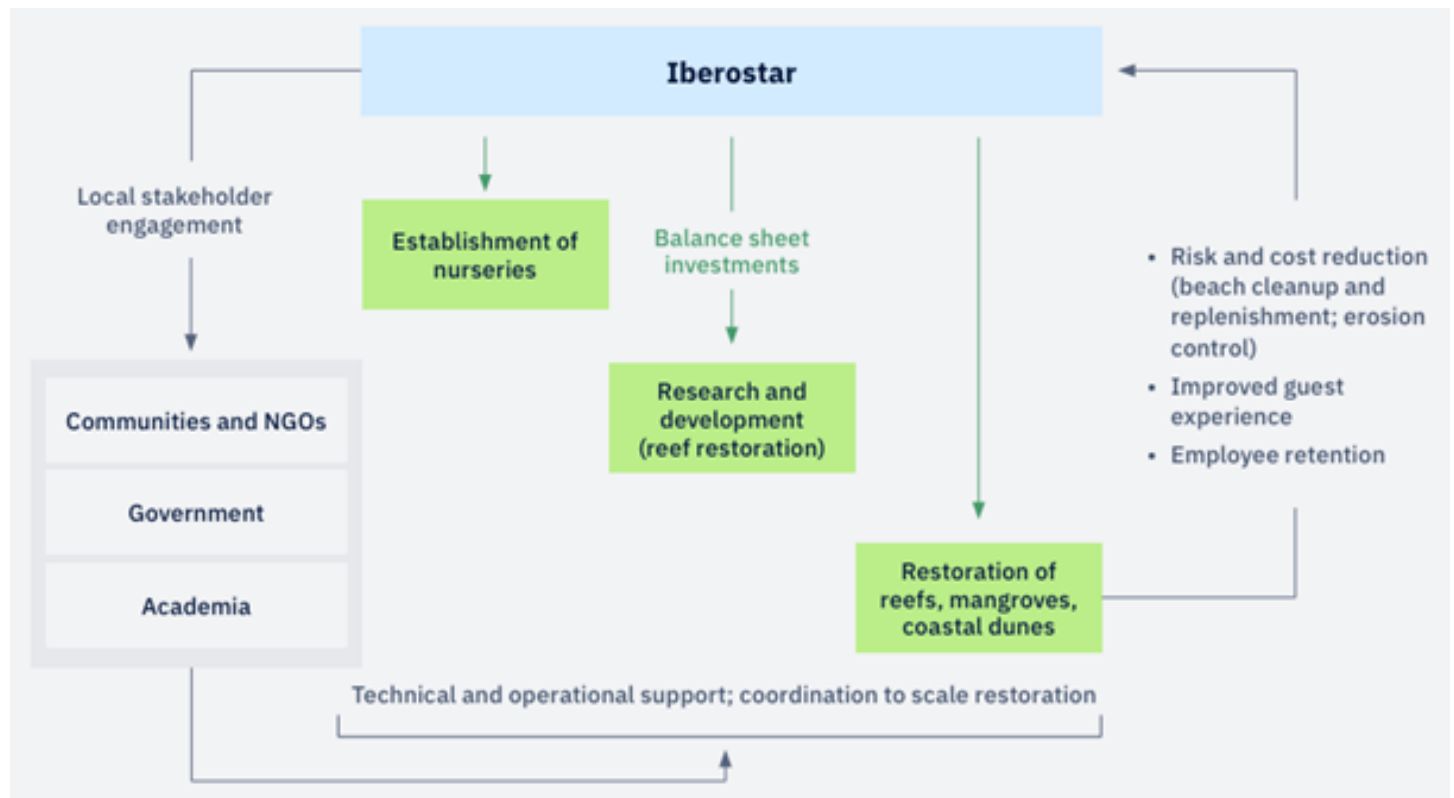 Iberostar
Local stakeholder
engagement
Establishment of
nurseries
Balance sheet
investments
Research and
development
(reef restoration)
Restoration of
reefs, mangroves,
coastal dunes
• Risk and cost reduction
(beach cleanup and
replenishment; erosion
control)
• Improved guest
experience
• Employee retention
Communities and NGOs
Government
Academia
Technical and operational support; coordination to scale restoration